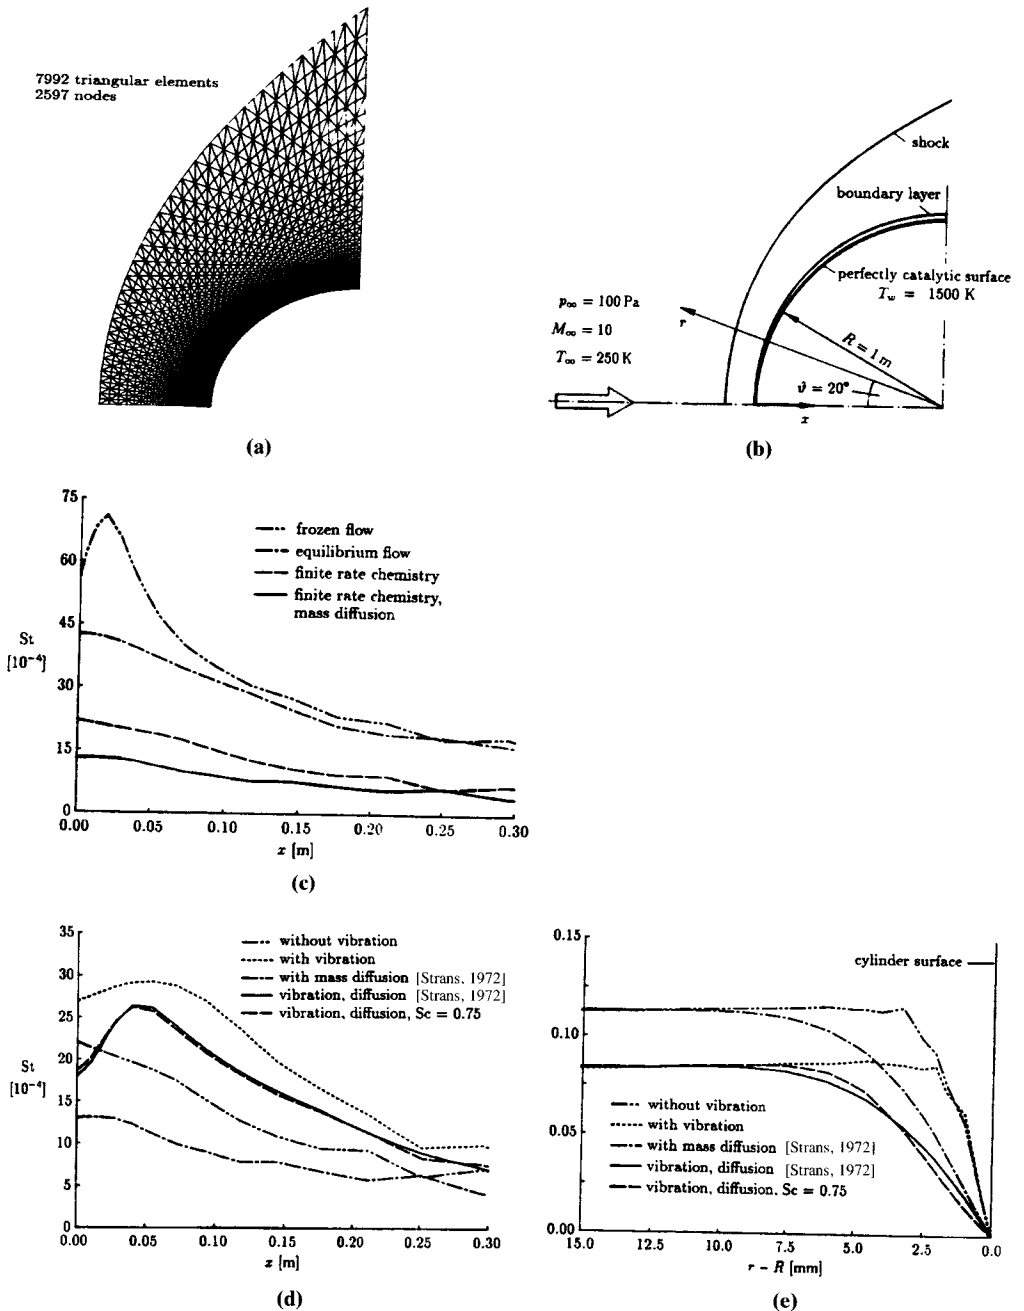 7992 triangular elements
2597 nodes
(a)
shock
boundary layer
perfectly catalytic surface
T_w = 1500 K
p_∞ = 100 Pa
M_∞ = 10
T_∞ = 250 K
r
R = 1 m
ϑ = 20°
x
(b)
75
60
45
30
15
0
St
[10⁻⁴]
frozen flow
equilibrium flow
finite rate chemistry
finite rate chemistry,
mass diffusion
0.00 0.05 0.10 0.15 0.20 0.25 0.30
x [m]
(c)
35
30
25
20
15
10
5
0
St
[10⁻⁴]
without vibration
with vibration
with mass diffusion [Strans, 1972]
vibration, diffusion [Strans, 1972]
vibration, diffusion, Sc = 0.75
0.00 0.05 0.10 0.15 0.20 0.25 0.30
x [m]
(d)
0.15
0.10
0.05
0.00
cylinder surface
without vibration
with vibration
with mass diffusion [Strans, 1972]
vibration, diffusion [Strans, 1972]
vibration, diffusion, Sc = 0.75
15.0 12.5 10.0 7.5 5.0 2.5 0.0
r − R [mm]
(e)